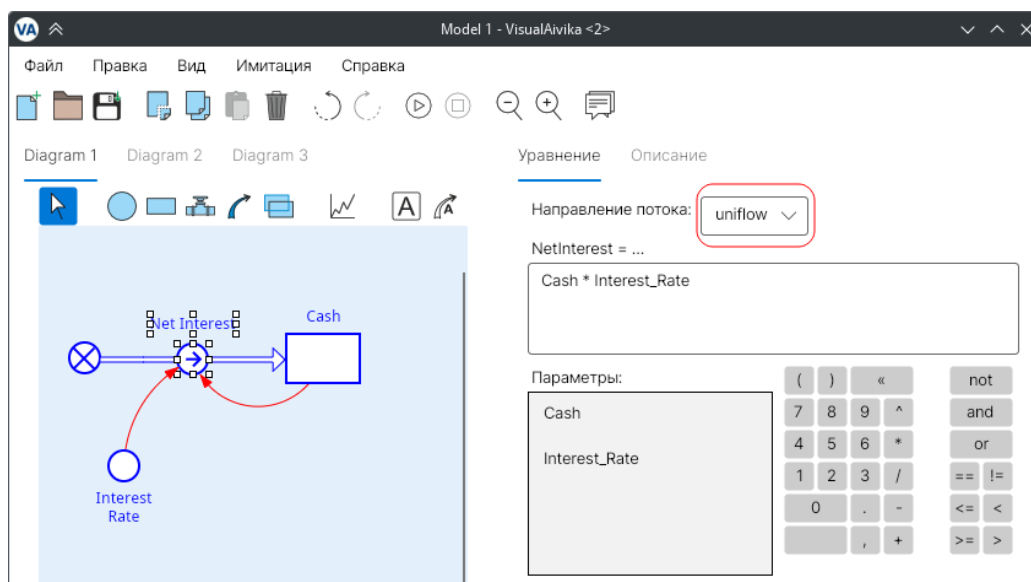 VA
Model 1 - VisualAivika <2>
Файл Правка Вид Имитация Справка
Diagram 1 Diagram 2 Diagram 3
Уравнение Описание
A A
Направление потока: uniflow
NetInterest = ...
Cash * Interest_Rate
Net Interest
Cash
Interest
Rate
Параметры:
Cash
Interest_Rate
( ) « not
7 8 9 ^ and
4 5 6 * or
1 2 3 / == !=
0 . - <= <
, + >= >